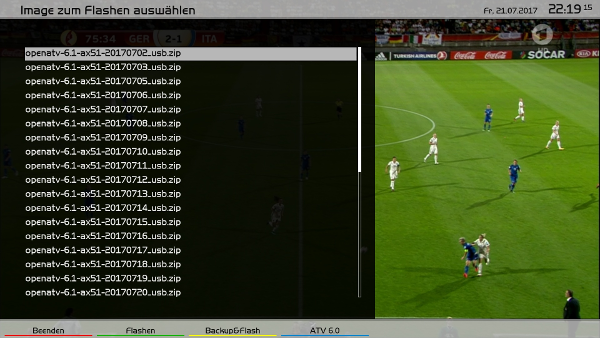 Image zum Flashen auswählen
Fr, 21.07.2017 22:19 15
75:34 GER 2-1 ITA
openatv-6.1-ax51-20170702_usb.zip
openatv-6.1-ax51-20170703_usb.zip
openatv-6.1-ax51-20170705_usb.zip
openatv-6.1-ax51-20170706_usb.zip
openatv-6.1-ax51-20170707_usb.zip
openatv-6.1-ax51-20170708_usb.zip
openatv-6.1-ax51-20170709_usb.zip
openatv-6.1-ax51-20170710_usb.zip
openatv-6.1-ax51-20170711_usb.zip
openatv-6.1-ax51-20170712_usb.zip
openatv-6.1-ax51-20170713_usb.zip
openatv-6.1-ax51-20170714_usb.zip
openatv-6.1-ax51-20170715_usb.zip
openatv-6.1-ax51-20170716_usb.zip
openatv-6.1-ax51-20170717_usb.zip
openatv-6.1-ax51-20170718_usb.zip
openatv-6.1-ax51-20170719_usb.zip
openatv-6.1-ax51-20170720_usb.zip
TURKISH AIRLINES Coca-Cola Coca-Cola SOCAR
Beenden Flashen Backup&Flash ATV 6.0